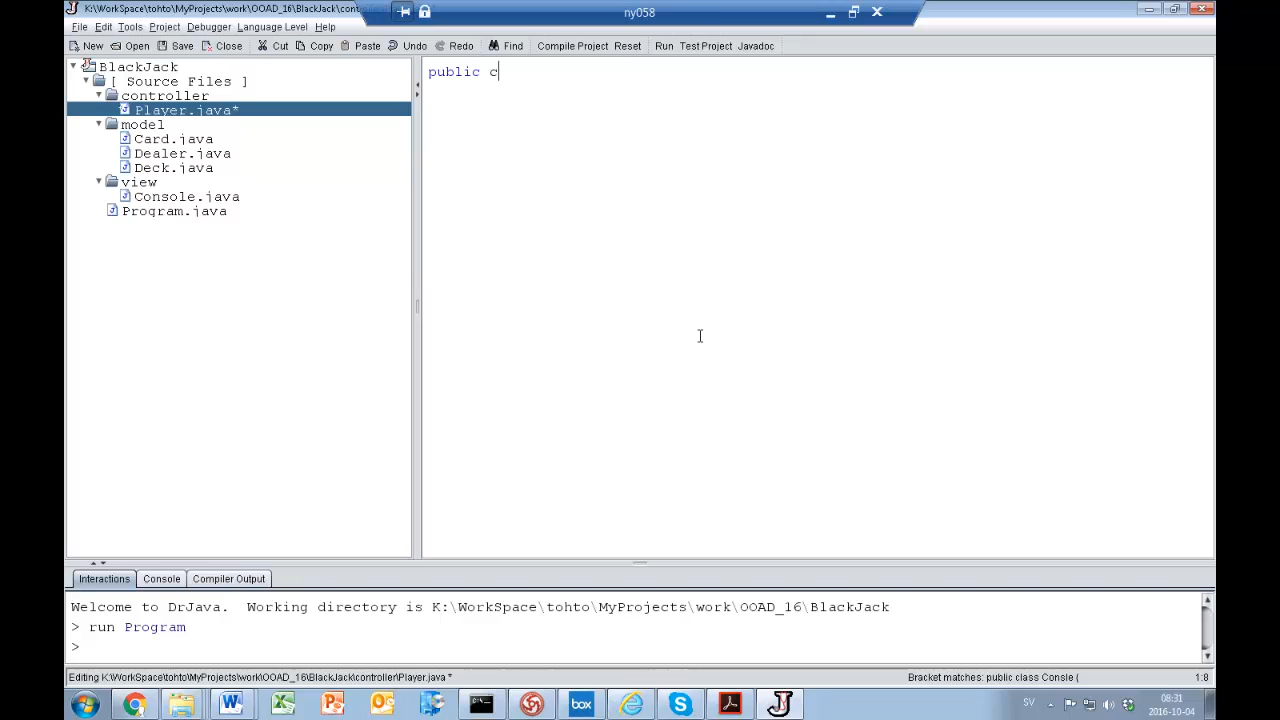 K:\WorkSpace\tohto\MyProjects\work\OOAD_16\BlackJack\
ny058
File Edit Tools Project Debugger Language Level Help
New Open Save Close Cut Copy Paste Undo Redo Find Compile Project Reset Run Test Project Javadoc
BlackJack
[ Source Files ]
controller
Player.java*
model
Card.java
Dealer.java
Deck.java
view
Console.java
Program.java
public c
Interactions Console Compiler Output
Welcome to DrJava. Working directory is K:\WorkSpace\tohto\MyProjects\work\OOAD_16\BlackJack
> run Program
>
Editing K:\WorkSpace\tohto\MyProjects\work\OOAD_16\BlackJack\controller\Player.java * Bracket matches: public class Consle ( 1:8
box
SV 08:31
2016-10-04